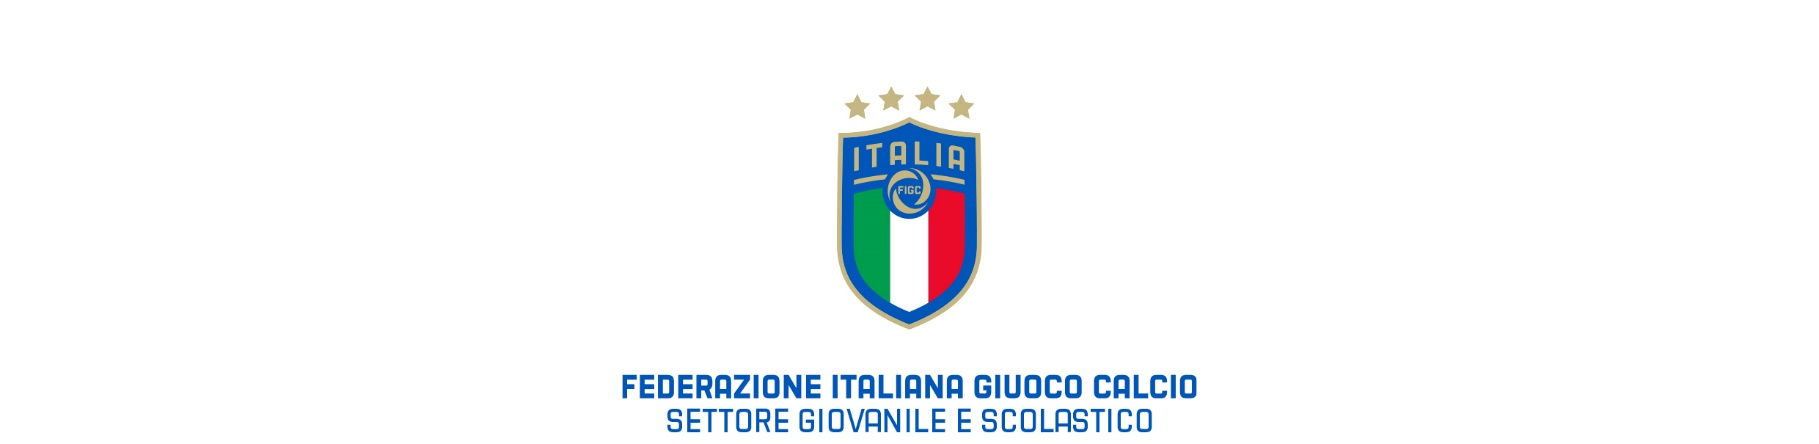 ITALIA
FIGC
FEDERAZIONE ITALIANA GIUOCO CALCIO
SETTORE GIOVANILE E SCOLASTICO